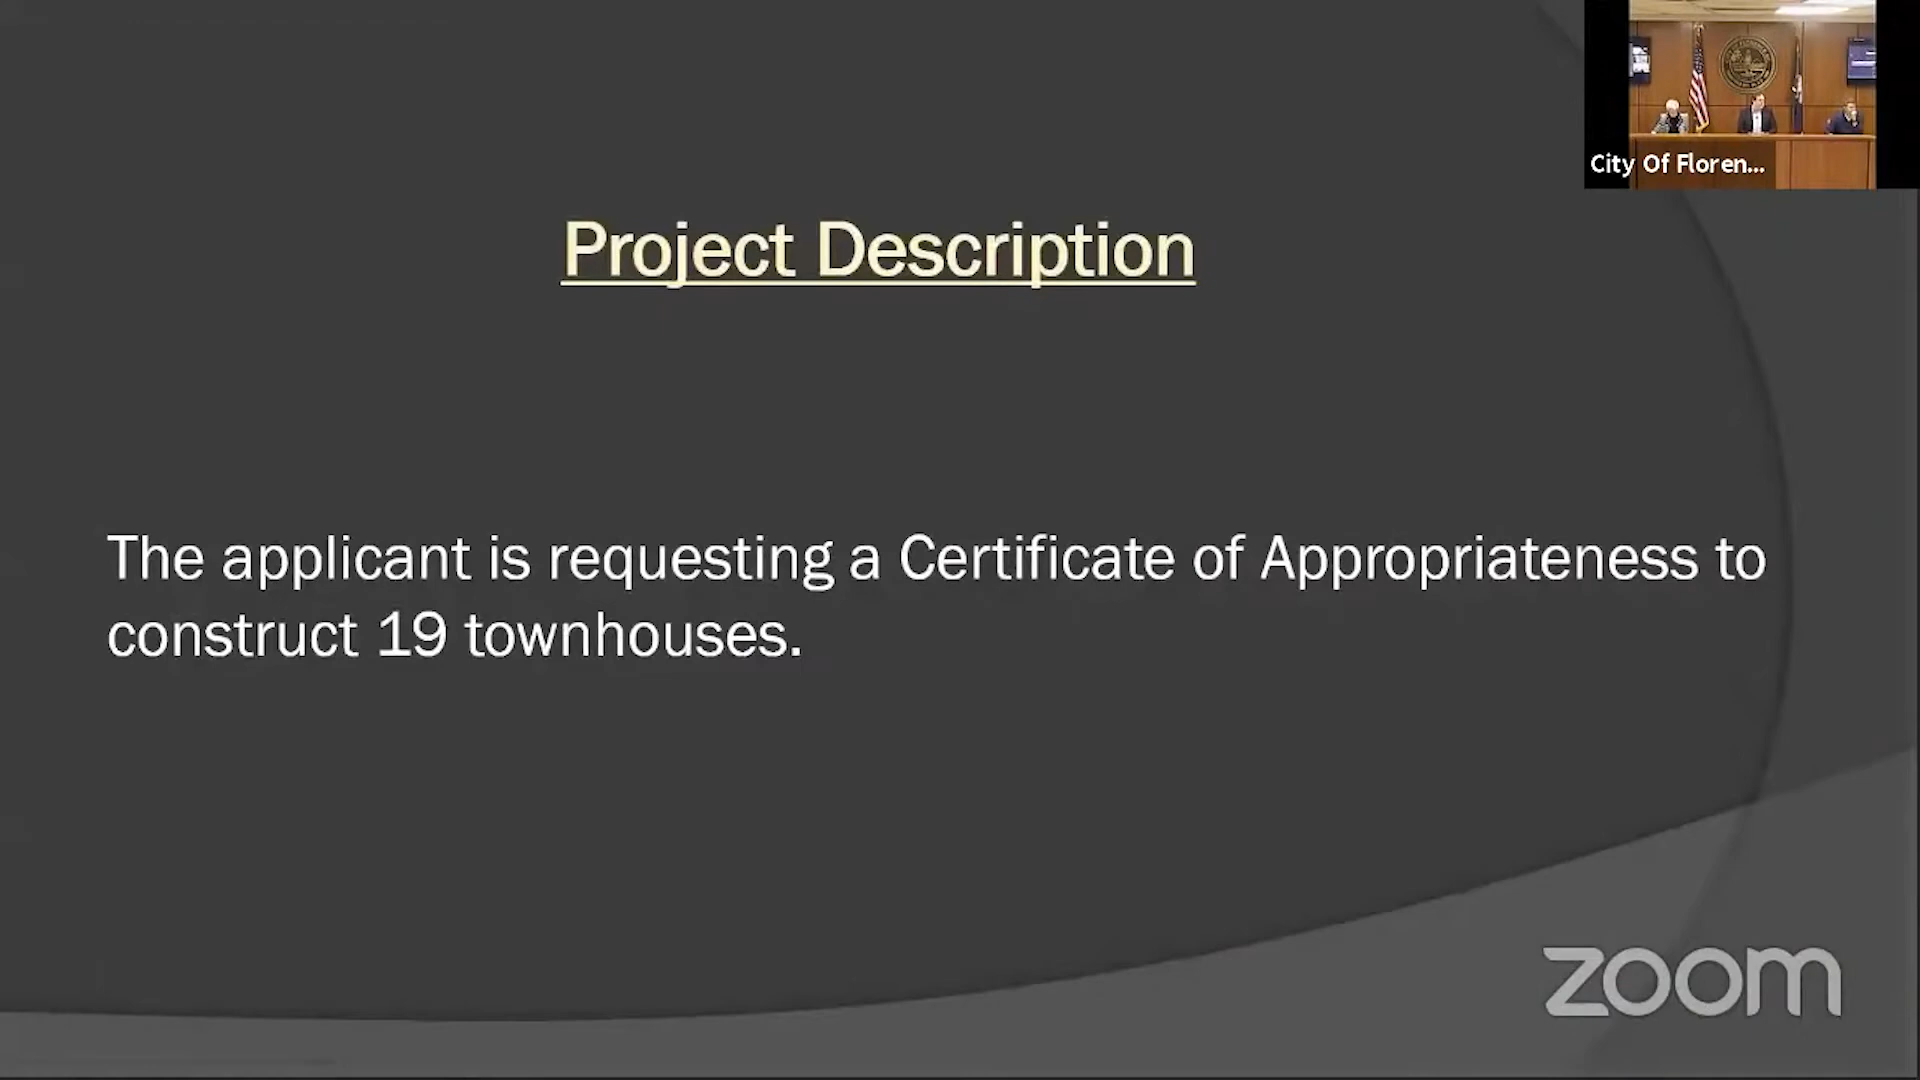 City Of Floren...
Project Description
The applicant is requesting a Certificate of Appropriateness to
construct 19 townhouses.
zoom